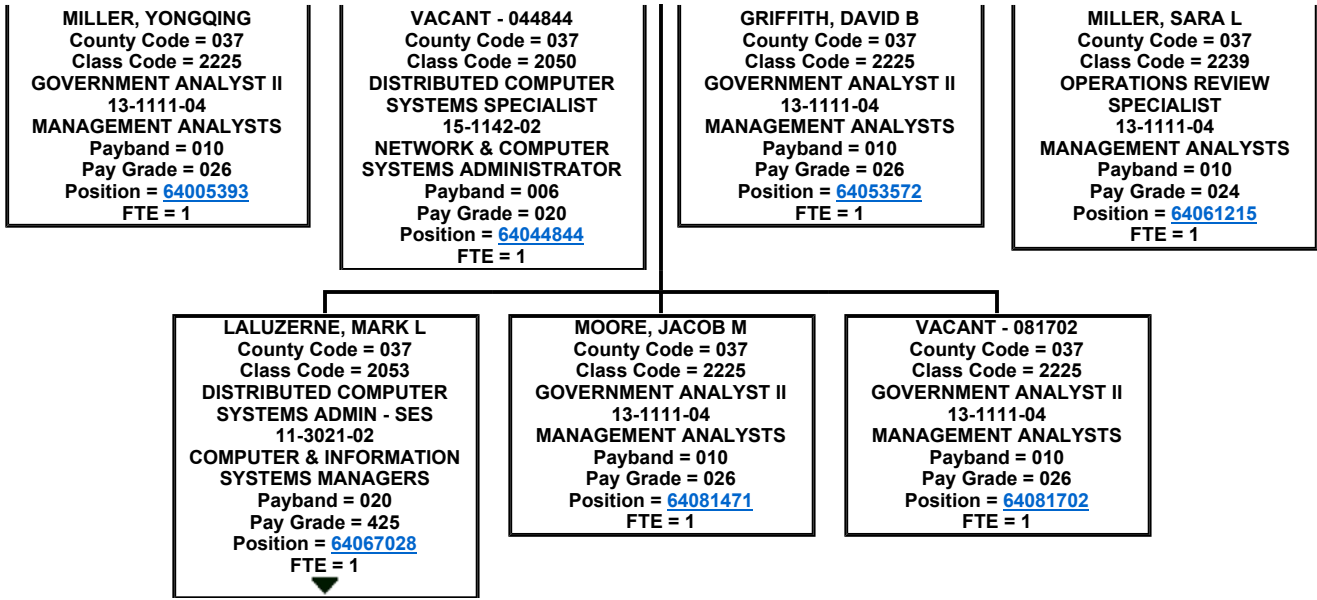 MILLER, YONGQING
County Code = 037
Class Code = 2225
GOVERNMENT ANALYST II
13-1111-04
MANAGEMENT ANALYSTS
Payband = 010
Pay Grade = 026
Position = 64005393
FTE = 1
VACANT - 044844
County Code = 037
Class Code = 2050
DISTRIBUTED COMPUTER
SYSTEMS SPECIALIST
15-1142-02
NETWORK & COMPUTER
SYSTEMS ADMINISTRATOR
Payband = 006
Pay Grade = 020
Position = 64044844
FTE = 1
GRIFFITH, DAVID B
County Code = 037
Class Code = 2225
GOVERNMENT ANALYST II
13-1111-04
MANAGEMENT ANALYSTS
Payband = 010
Pay Grade = 026
Position = 64053572
FTE = 1
MILLER, SARA L
County Code = 037
Class Code = 2239
OPERATIONS REVIEW
SPECIALIST
13-1111-04
MANAGEMENT ANALYSTS
Payband = 010
Pay Grade = 024
Position = 64061215
FTE = 1
LALUZERNE, MARK L
County Code = 037
Class Code = 2053
DISTRIBUTED COMPUTER
SYSTEMS ADMIN - SES
11-3021-02
COMPUTER & INFORMATION
SYSTEMS MANAGERS
Payband = 020
Pay Grade = 425
Position = 64067028
FTE = 1
MOORE, JACOB M
County Code = 037
Class Code = 2225
GOVERNMENT ANALYST II
13-1111-04
MANAGEMENT ANALYSTS
Payband = 010
Pay Grade = 026
Position = 64081471
FTE = 1
VACANT - 081702
County Code = 037
Class Code = 2225
GOVERNMENT ANALYST II
13-1111-04
MANAGEMENT ANALYSTS
Payband = 010
Pay Grade = 026
Position = 64081702
FTE = 1